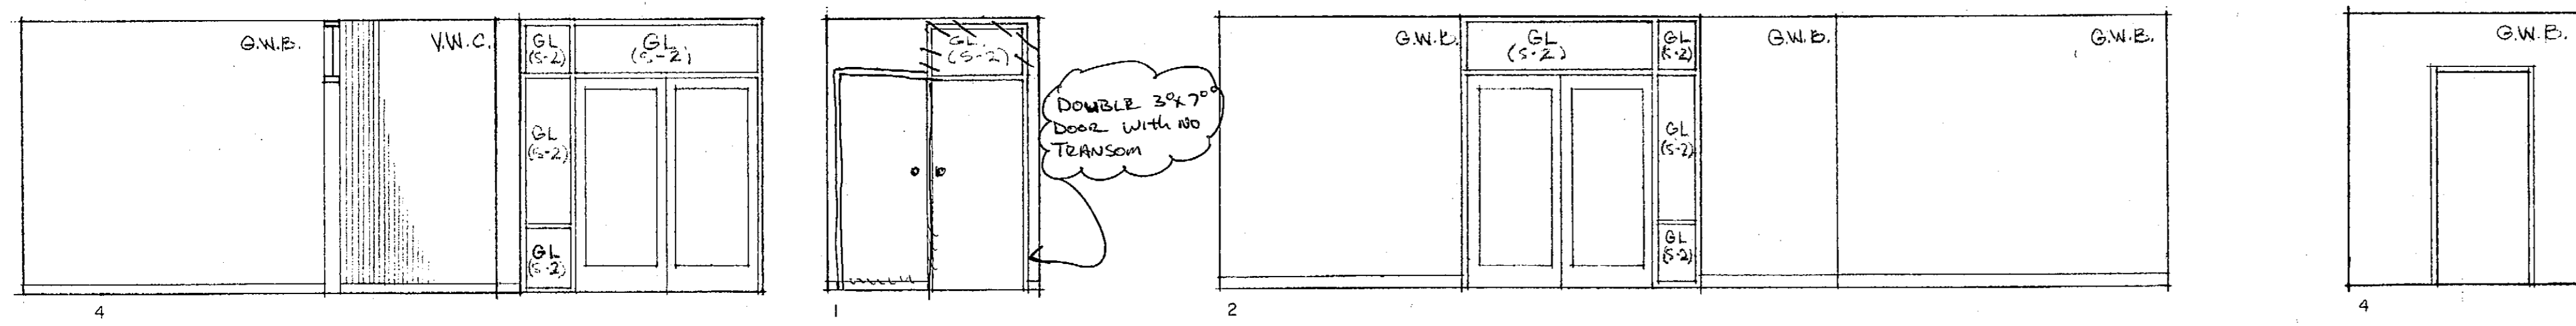 G.W.B.
V.W.C.
GL
(S-2)
GL
(S-2)
GL
(S-2)
GL
(S-2)
4
GL
(S-2)
DOUBLE 3⁰x7⁰⁰
DOOR WITH NO
TRANSOM
1
G.W.B.
GL
(S-2)
GL
(S-2)
GL
(S-2)
GL
(S-2)
G.W.B.
G.W.B.
2
G.W.B.
4